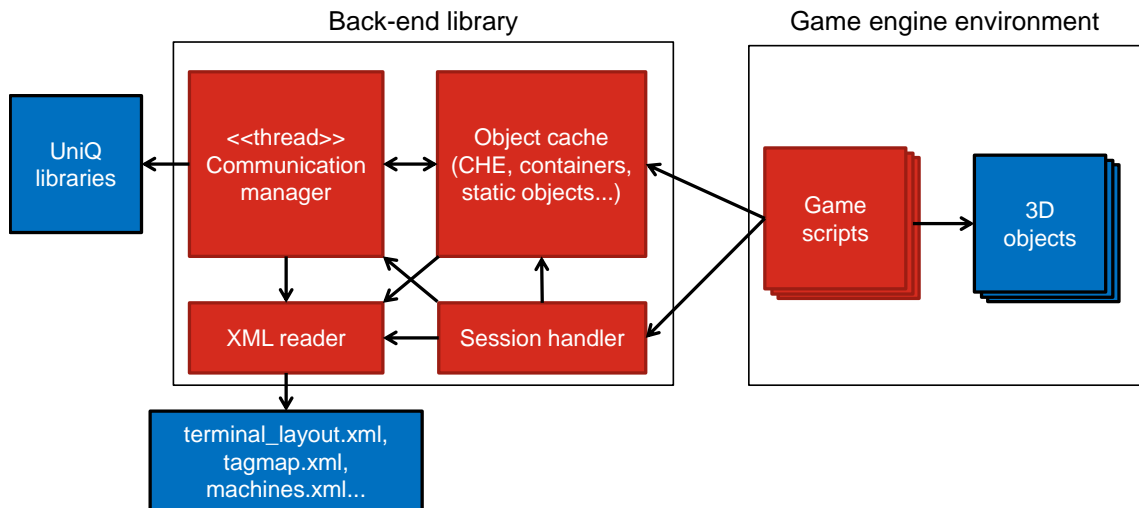 Back-end library
Game engine environment
UniQ
libraries
<<thread>>
Communication
manager
Object cache
(CHE, containers,
static objects...)
Game
scripts
3D
objects
XML reader
Session handler
terminal_layout.xml,
tagmap.xml,
machines.xml...